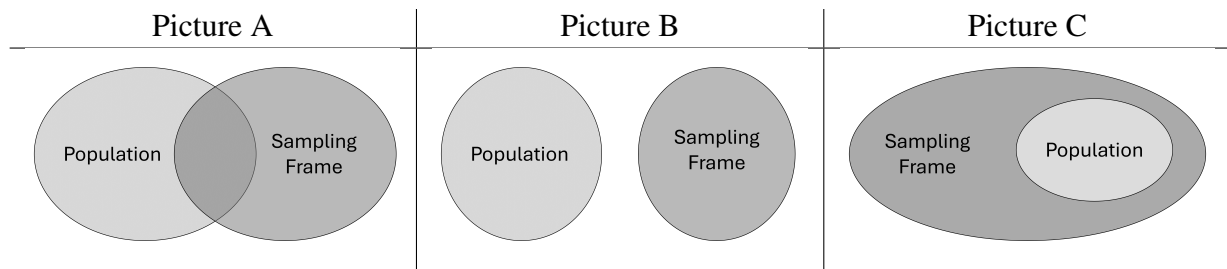 Picture A
Picture B
Picture C
Population
Sampling
Frame
Population
Sampling
Frame
Sampling
Frame
Population